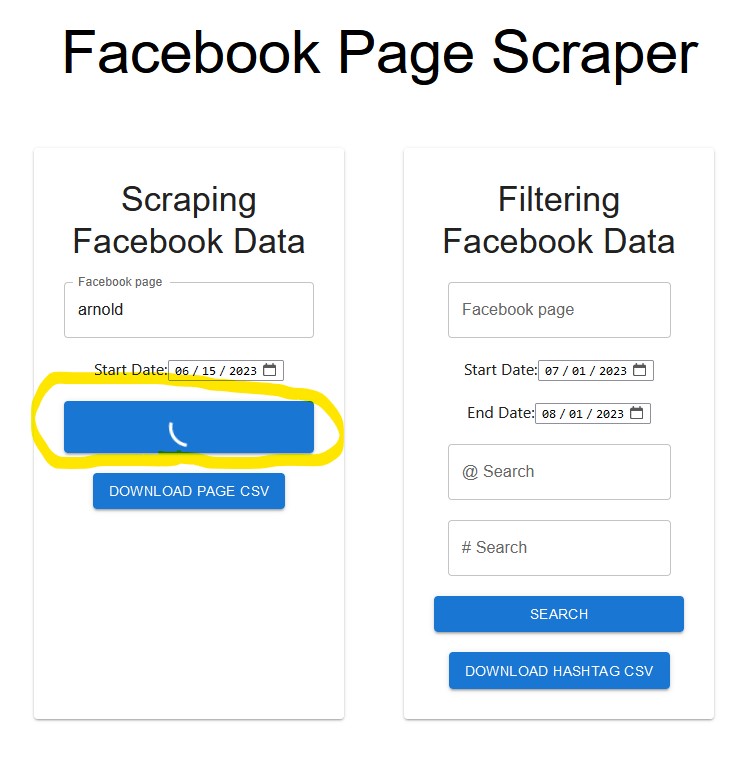 Facebook Page Scraper
Scraping
Facebook Data
Facebook page
arnold
Start Date: 06/15/2023
DOWNLOAD PAGE CSV
Filtering
Facebook Data
Facebook page
Start Date: 07/01/2023
End Date: 08/01/2023
@ Search
# Search
SEARCH
DOWNLOAD HASHTAG CSV